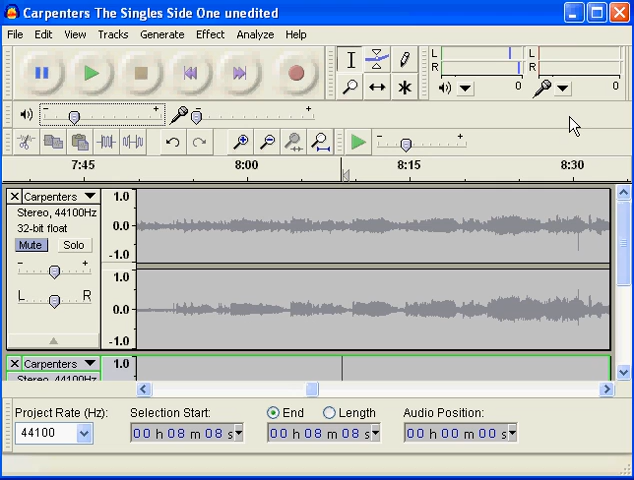 Carpenters The Singles Side One unedited
File Edit View Tracks Generate Effect Analyze Help
L
R
0
L
R
0
- +
- +
- +
7:45 8:00 8:15 8:30
Carpenters
Stereo, 44100Hz
32-bit float
Mute Solo
- +
L R
1.0
0.0
-1.0
1.0
0.0
-1.0
Carpenters
1.0
Project Rate (Hz): Selection Start: End Length Audio Position:
44100 00 h 08 m 08 s 00 h 08 m 08 s 00 h 00 m 00 s